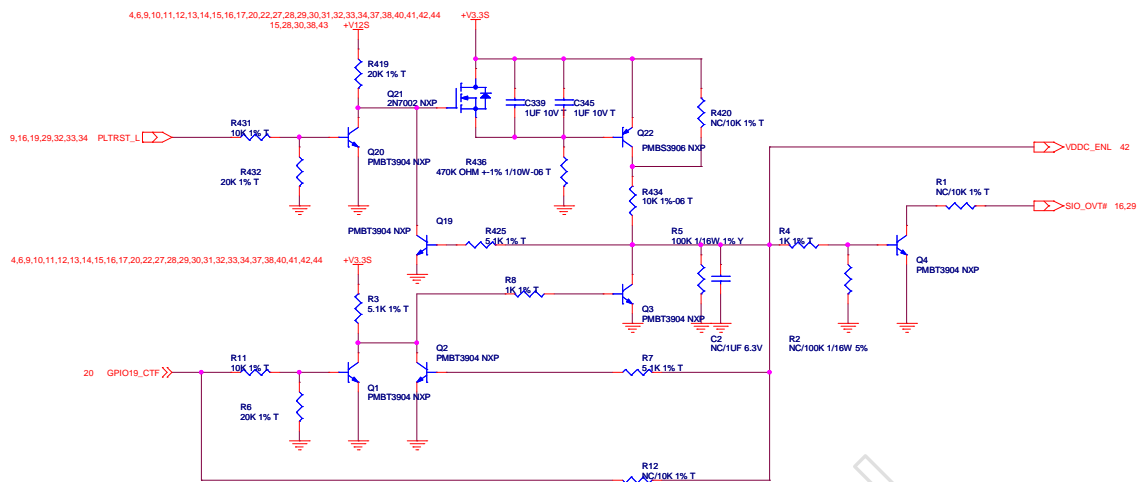 4,6,9,10,11,12,13,14,15,16,17,20,22,27,28,29,30,31,32,33,34,37,38,40,41,42,44
+V3.3S
15,28,30,38,43
+V12S
R419
20K 1% T
Q21
2N7002 NXP
C339
1UF 10V T
C345
1UF 10V T
R420
NC/10K 1% T
R431
10K 1% T
9,16,19,29,32,33,34 PLTRST_L
Q20
PMBT3904 NXP
R432
20K 1% T
R436
470K OHM +-1% 1/10W-06 T
Q22
PMBS3906 NXP
VDDC_ENL 42
R434
10K 1%-06 T
R1
NC/10K 1% T
SIO_OVT# 16,29
Q19
PMBT3904 NXP
R425
5.1K 1% T
R5
100K 1/16W 1% Y
R4
1K 1% T
Q4
PMBT3904 NXP
4,6,9,10,11,12,13,14,15,16,17,20,22,27,28,29,30,31,32,33,34,37,38,40,41,42,44
+V3.3S
R8
1K 1% T
R3
5.1K 1% T
Q3
PMBT3904 NXP
C2
NC/1UF 6.3V
R2
NC/100K 1/16W 5%
Q2
PMBT3904 NXP
R11
10K 1% T
R7
5.1K 1% T
20 GPIO19_CTF
Q1
PMBT3904 NXP
R6
20K 1% T
R12
NC/10K 1% T